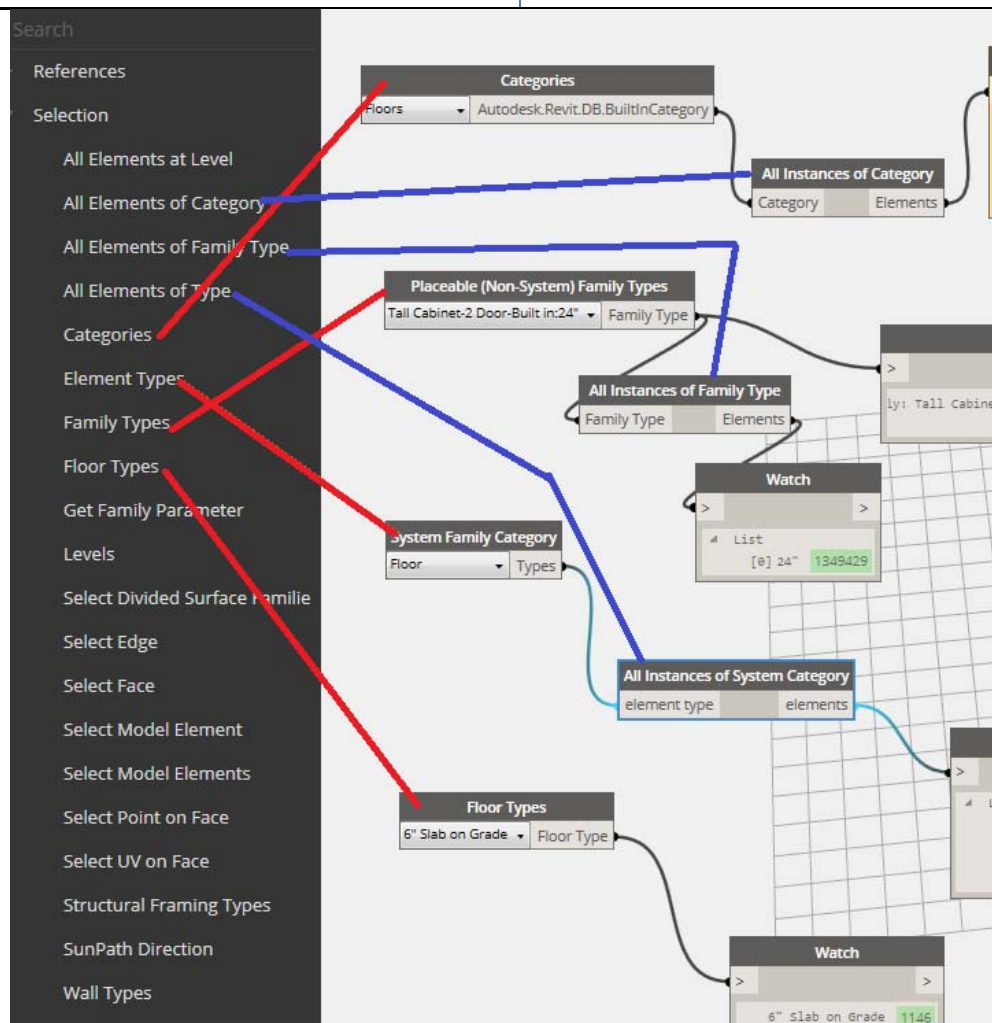 Search
References
Selection
All Elements at Level
All Elements of Category
All Elements of Family Type
All Elements of Type
Categories
Element Types
Family Types
Floor Types
Get Family Parameter
Levels
Select Divided Surface Familie
Select Edge
Select Face
Select Model Element
Select Model Elements
Select Point on Face
Select UV on Face
Structural Framing Types
SunPath Direction
Wall Types
Categories
Floors Autodesk.Revit.DB.BuiltInCategory
All Instances of Category
Category Elements
Placeable (Non-System) Family Types
Tall Cabinet-2 Door-Built in:24" Family Type
>
ly: Tall Cabine
All Instances of Family Type
Family Type Elements
Watch
> >
List
[0] 24" 1349429
System Family Category
Floor Types
All Instances of System Category
element type elements
>
Floor Types
6" Slab on Grade Floor Type
Watch
> >
6" Slab on Grade 1146